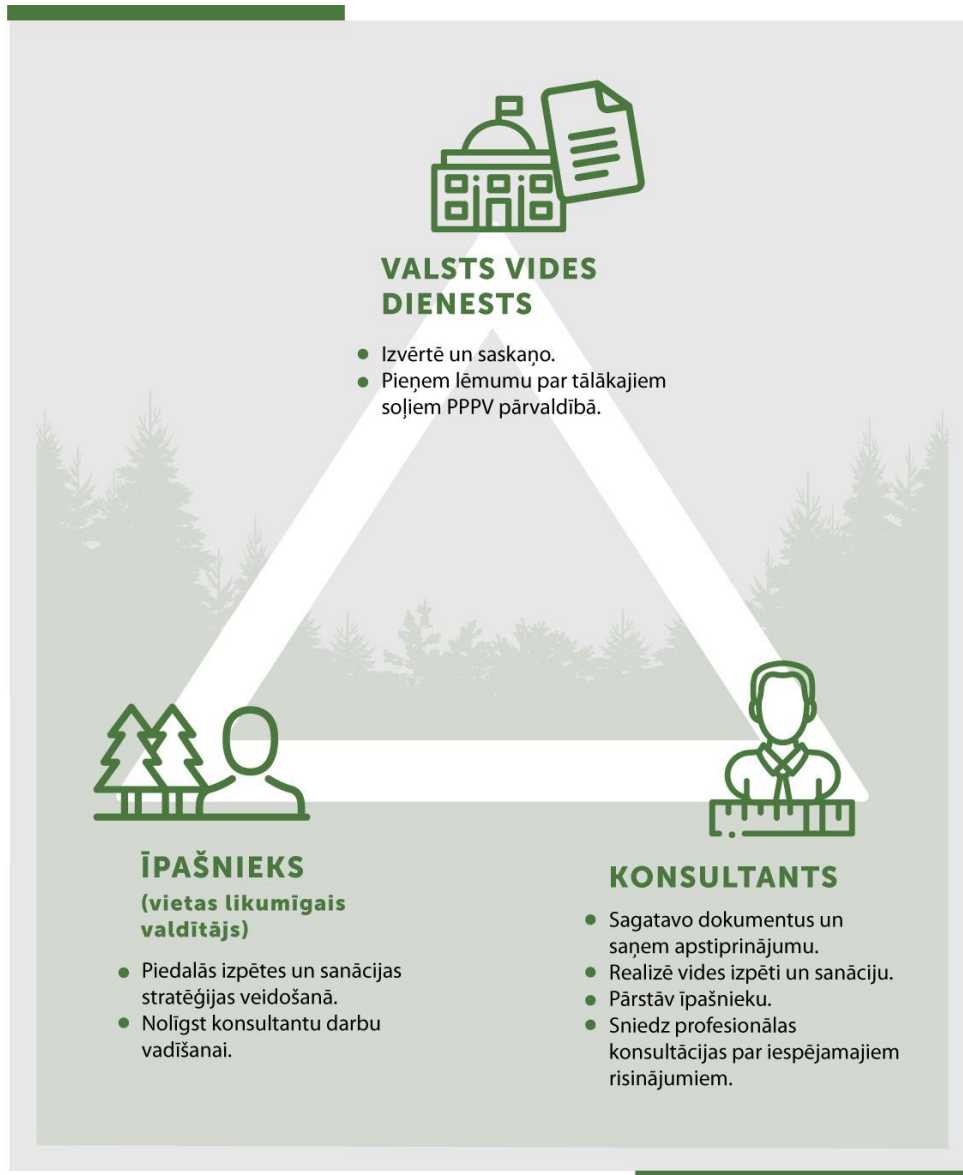 VALSTS VIDES
DIENESTS
Izvērtē un saskaņo.
Pieņem lēmumu par tālākajiem
soļiem PPPV pārvaldībā.
ĪPAŠNIEKS
(vietas likumīgais
valdītājs)
Piedalās izpētes un sanācijas
stratēģijas veidošanā.
Nolīgst konsultantu darbu
vadīšanai.
KONSULTANTS
Sagatavo dokumentus un
saņem apstiprinājumu.
Realizē vides izpēti un sanāciju.
Pārstāv īpašnieku.
Sniedz profesionālas
konsultācijas par iespējamajiem
risinājumiem.